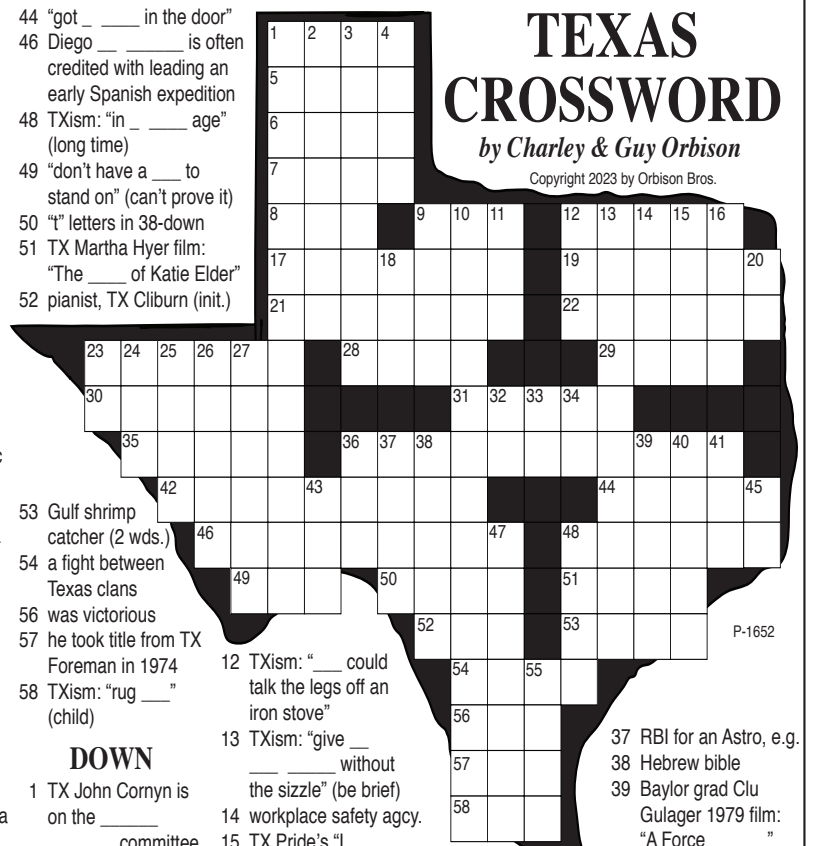 44 “got _ ____ in the door”
46 Diego __ ______ is often
credited with leading an
early Spanish expedition
48 TXism: “in _ ____ age”
(long time)
49 “don’t have a ___ to
stand on” (can’t prove it)
50 “t” letters in 38-down
51 TX Martha Hyer film:
“The ____ of Katie Elder”
52 pianist, TX Cliburn (init.)
TEXAS
CROSSWORD
by Charley & Guy Orbison
Copyright 2023 by Orbison Bros.
1 2 3 4
5
6
7
8 9 10 11 12 13 14 15 16
17 18 19 20
21 22
23 24 25 26 27 28 29
30 31 32 33 34
35 36 37 38 39 40 41
42 43 44 45
46 47 48
49 50 51
52 53
54 55
56
57
58
P-1652
53 Gulf shrimp
catcher (2 wds.)
54 a fight between
Texas clans
56 was victorious
57 he took title from TX
Foreman in 1974
58 TXism: “rug ___”
(child)
DOWN
1 TX John Cornyn is
on the ______
________ committee
12 TXism: “___ could
talk the legs off an
iron stove”
13 TXism: “give __
___ _____ without
the sizzle” (be brief)
14 workplace safety agcy.
15 TX Pride’s “I
37 RBI for an Astro, e.g.
38 Hebrew bible
39 Baylor grad Clu
Gulager 1979 film:
“A Force ______”